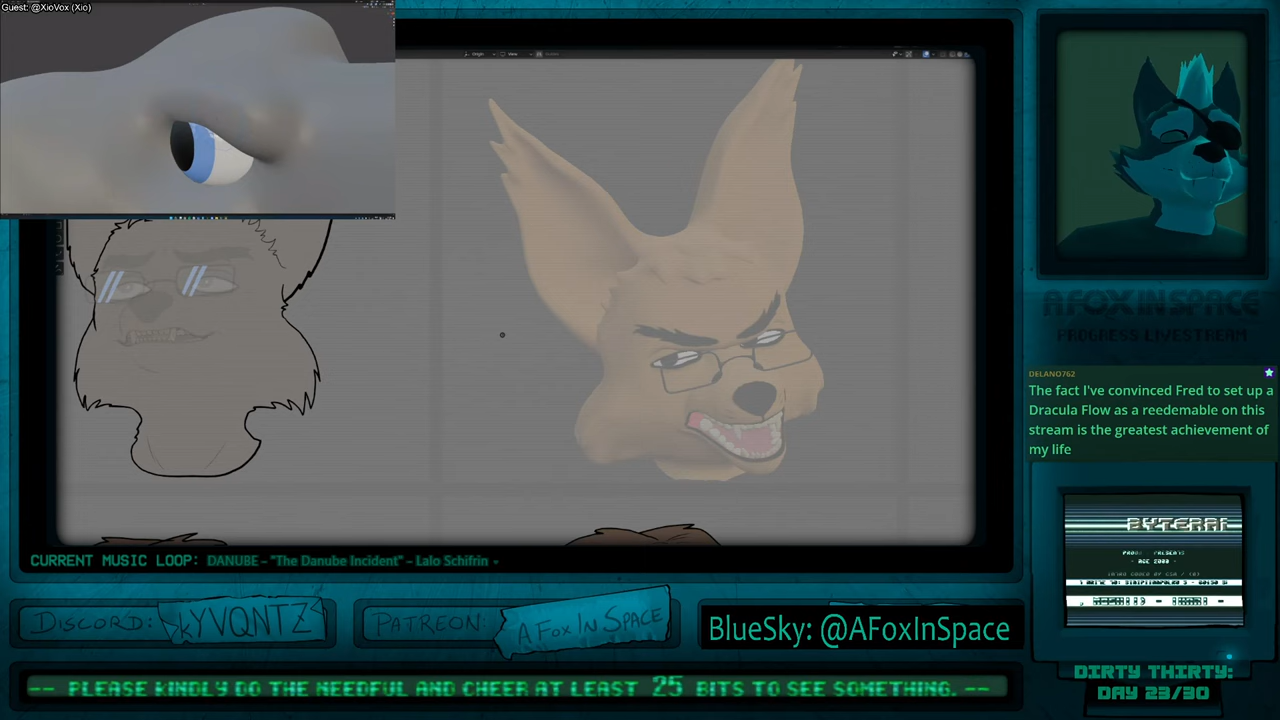 Guest: @XioVox (Xio)
Origin
View
A FOX IN SPACE
PROGRESS LIVESTREAM
DELANO762
The fact I've convinced Fred to set up a
Dracula Flow as a reedemable on this
stream is the greatest achievement of
my life
CURRENT MUSIC LOOP: DANUBE - "The Danube Incident" - Lalo Schifrin -
DISCORD: kYVQNTZ
PATREON: A FOX IN SPACE
BlueSky: @AFoxInSpace
-- PLEASE KINDLY DO THE NEEDFUL AND CHEER AT LEAST 25 BITS TO SEE SOMETHING. --
DIRTY THIRTY:
DAY 23/30